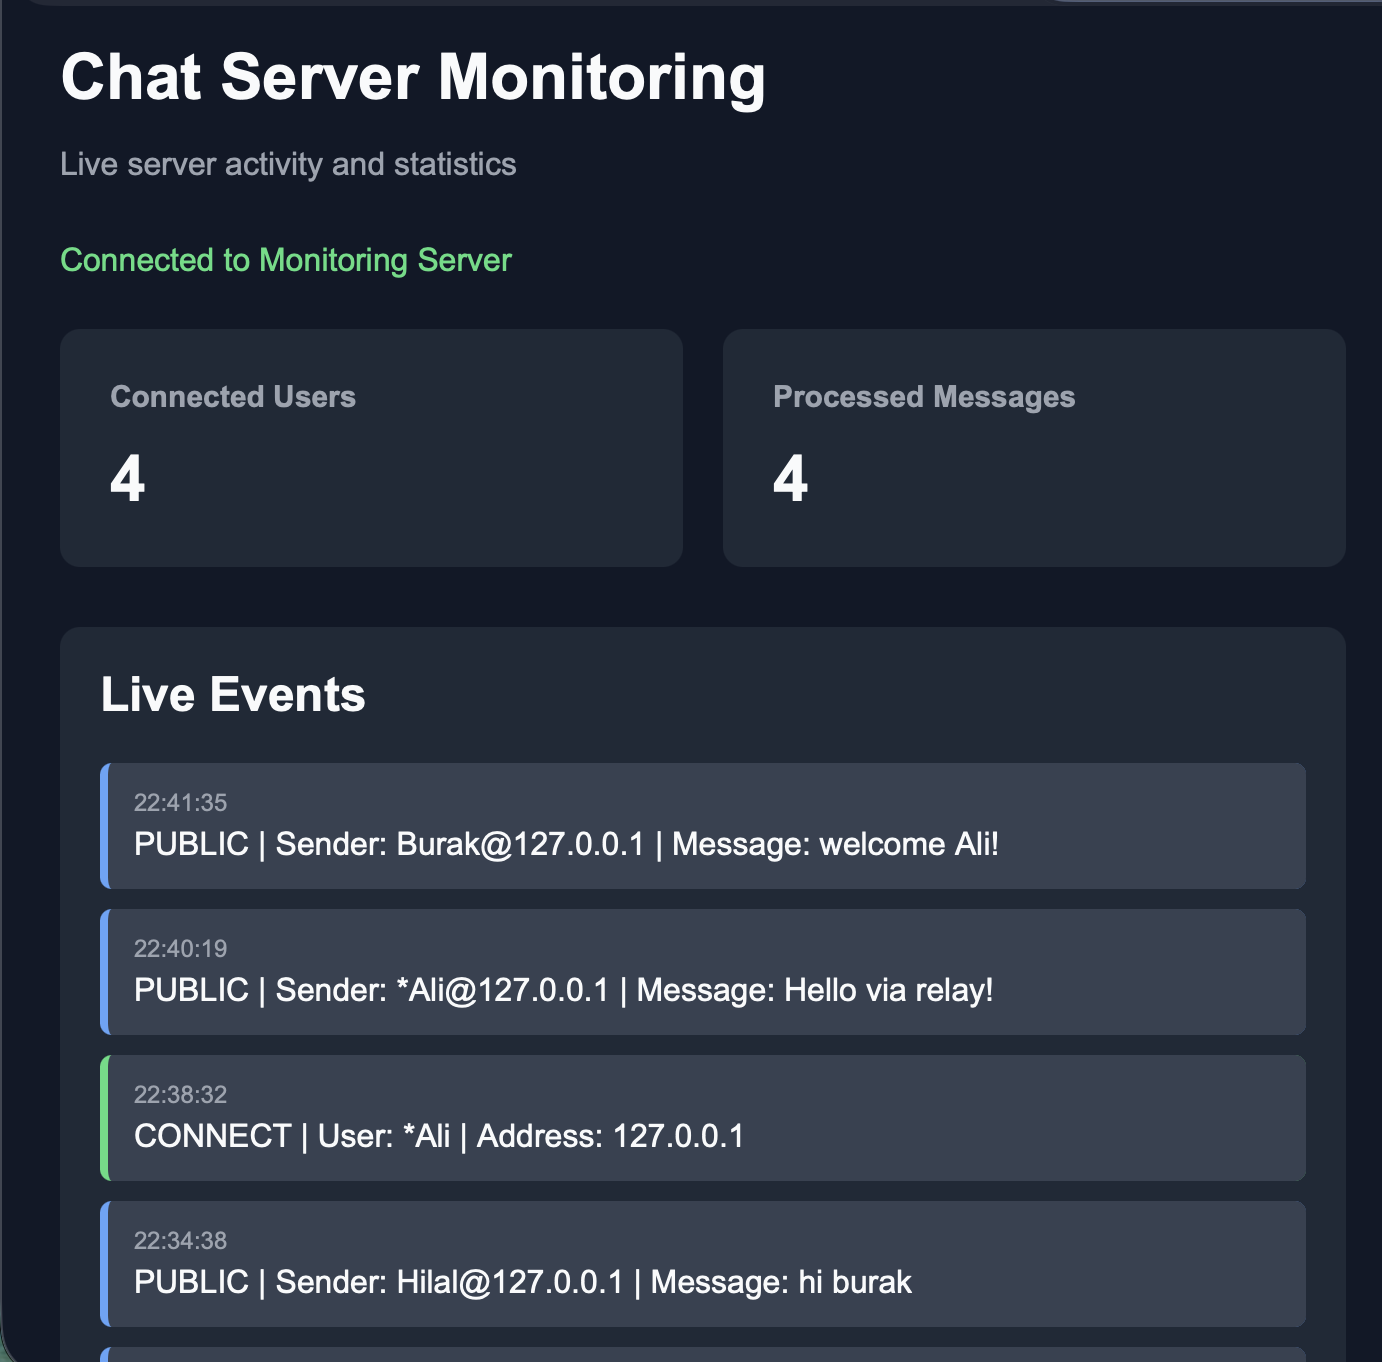 Chat Server Monitoring
Live server activity and statistics
Connected to Monitoring Server
Connected Users
4
Processed Messages
4
Live Events
22:41:35
PUBLIC | Sender: Burak@127.0.0.1 | Message: welcome Ali!
22:40:19
PUBLIC | Sender: *Ali@127.0.0.1 | Message: Hello via relay!
22:38:32
CONNECT | User: *Ali | Address: 127.0.0.1
22:34:38
PUBLIC | Sender: Hilal@127.0.0.1 | Message: hi burak